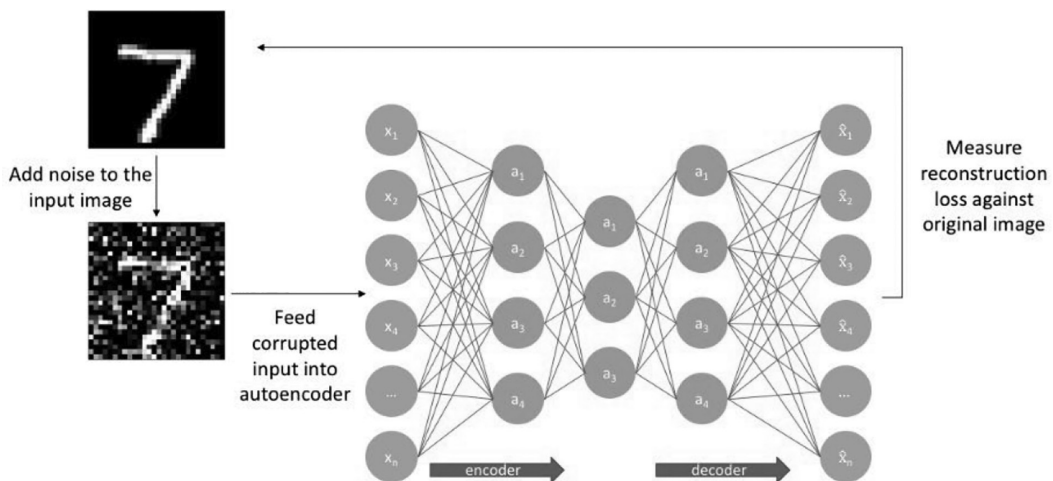 Add noise to the
input image
Feed
corrupted
input into
autoencoder
x₁
x₂
x₃
x₄
...
xₙ
a₁
a₂
a₃
a₄
a₁
a₂
a₃
a₁
a₂
a₃
a₄
x̂₁
x̂₂
x̂₃
x̂₄
...
x̂ₙ
encoder
decoder
Measure
reconstruction
loss against
original image